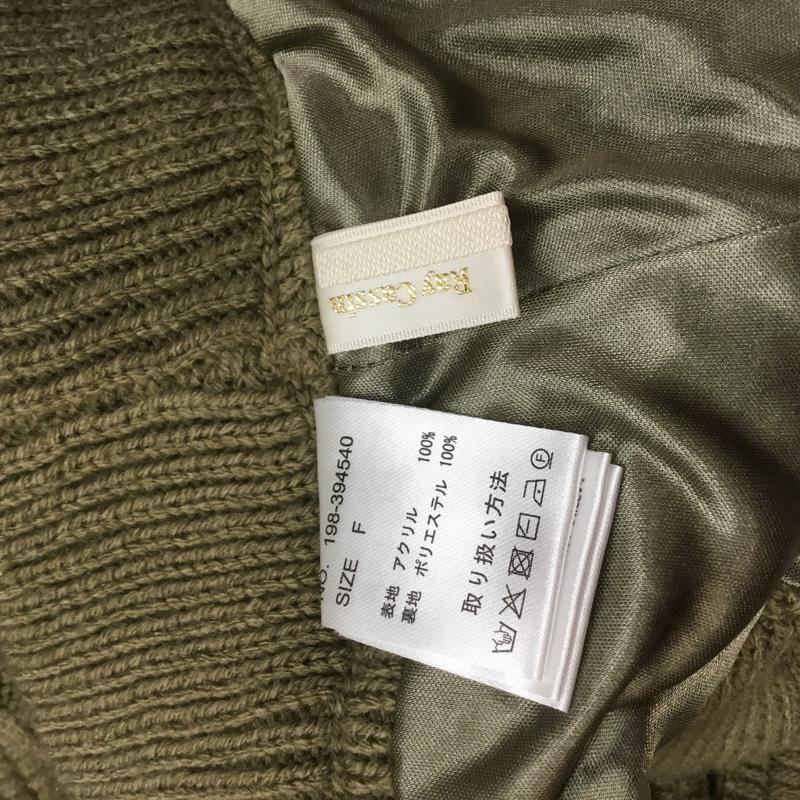 Ray Cassin
NO. 198-394540
SIZE F
表地 アクリル 100%
裏地 ポリエステル 100%
取り扱い方法
F